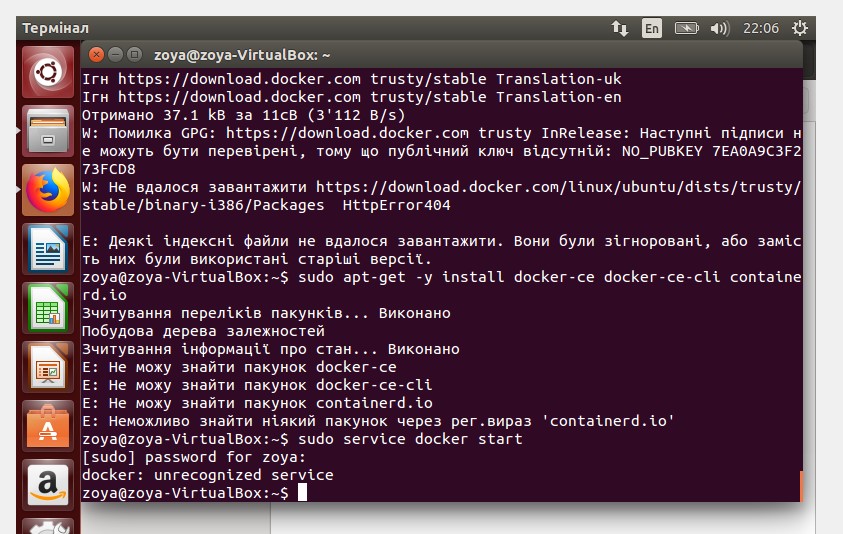 Термінал
En
22:06
zoya@zoya-VirtualBox: ~
Ігн https://download.docker.com trusty/stable Translation-uk
Ігн https://download.docker.com trusty/stable Translation-en
Отримано 37.1 kB за 11сВ (3'112 B/s)
W: Помилка GPG: https://download.docker.com trusty InRelease: Наступні підписи н
е можуть бути перевірені, тому що публічний ключ відсутній: NO_PUBKEY 7EA0A9C3F2
73FCD8
W: Не вдалося завантажити https://download.docker.com/linux/ubuntu/dists/trusty/
stable/binary-i386/Packages  HttpError404
E: Деякі індексні файли не вдалося завантажити. Вони були зігноровані, або заміс
ть них були використані старіші версії.
zoya@zoya-VirtualBox:~$ sudo apt-get -y install docker-ce docker-ce-cli containe
rd.io
Зчитування переліків пакунків... Виконано
Побудова дерева залежностей
Зчитування інформації про стан... Виконано
E: Не можу знайти пакунок docker-ce
E: Не можу знайти пакунок docker-ce-cli
E: Не можу знайти пакунок containerd.io
E: Неможливо знайти ніякий пакунок через рег.вираз 'containerd.io'
zoya@zoya-VirtualBox:~$ sudo service docker start
[sudo] password for zoya:
docker: unrecognized service
zoya@zoya-VirtualBox:~$